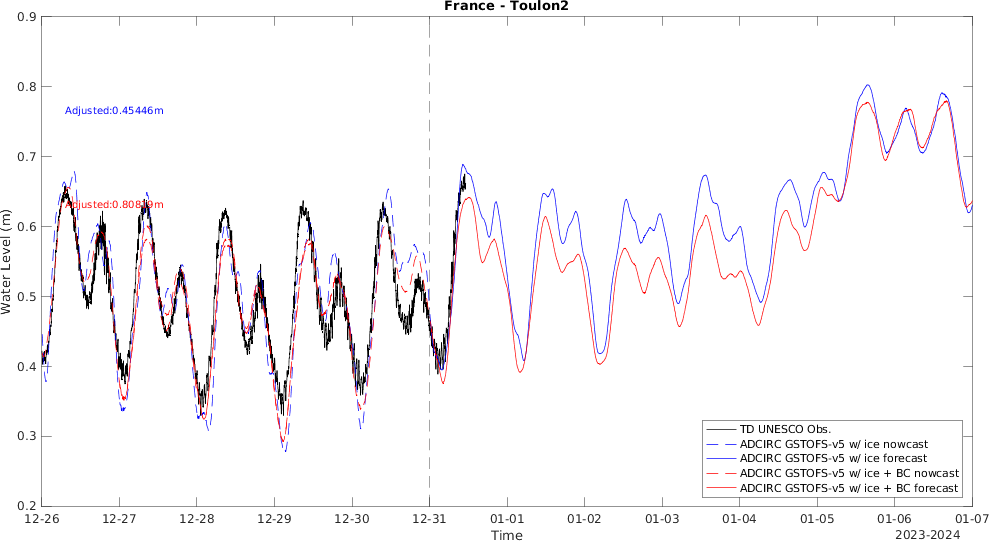 France - Toulon2
0.9
0.8
0.7
0.6
0.5
0.4
0.3
0.2
Water Level (m)
Adjusted:0.45446m
TD UNESCO Obs.
ADCIRC GSTOFS-v5 w/ ice nowcast
ADCIRC GSTOFS-v5 w/ ice forecast
ADCIRC GSTOFS-v5 w/ ice + BC nowcast
ADCIRC GSTOFS-v5 w/ ice + BC forecast
12-26 12-27 12-28 12-29 12-30 12-31 01-01 01-02 01-03 01-04 01-05 01-06 01-07
Time
2023-2024